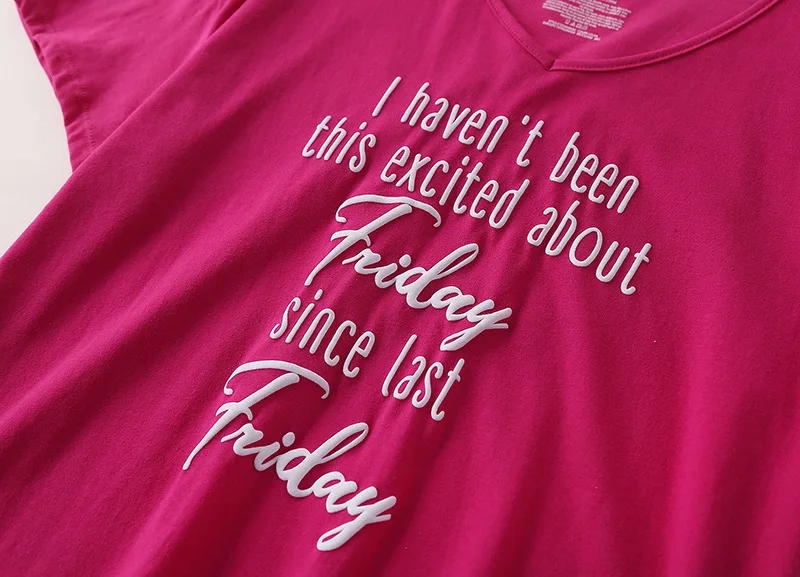 I haven't been
this excited about
Friday
since last
Friday